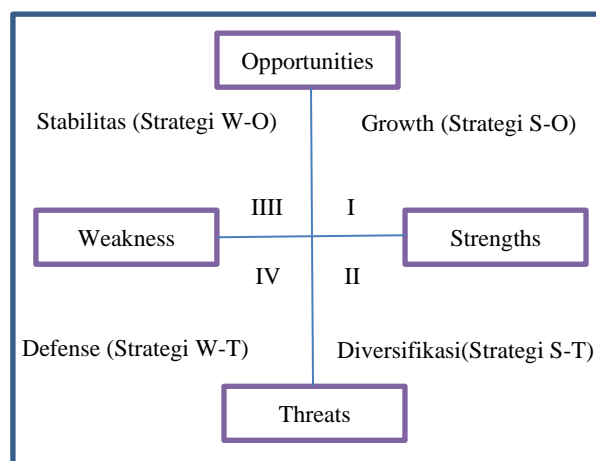 Opportunities
Stabilitas (Strategi W-O)
Growth (Strategi S-O)
IIII
I
Weakness
Strengths
IV
II
Defense (Strategi W-T)
Diversifikasi(Strategi S-T)
Threats